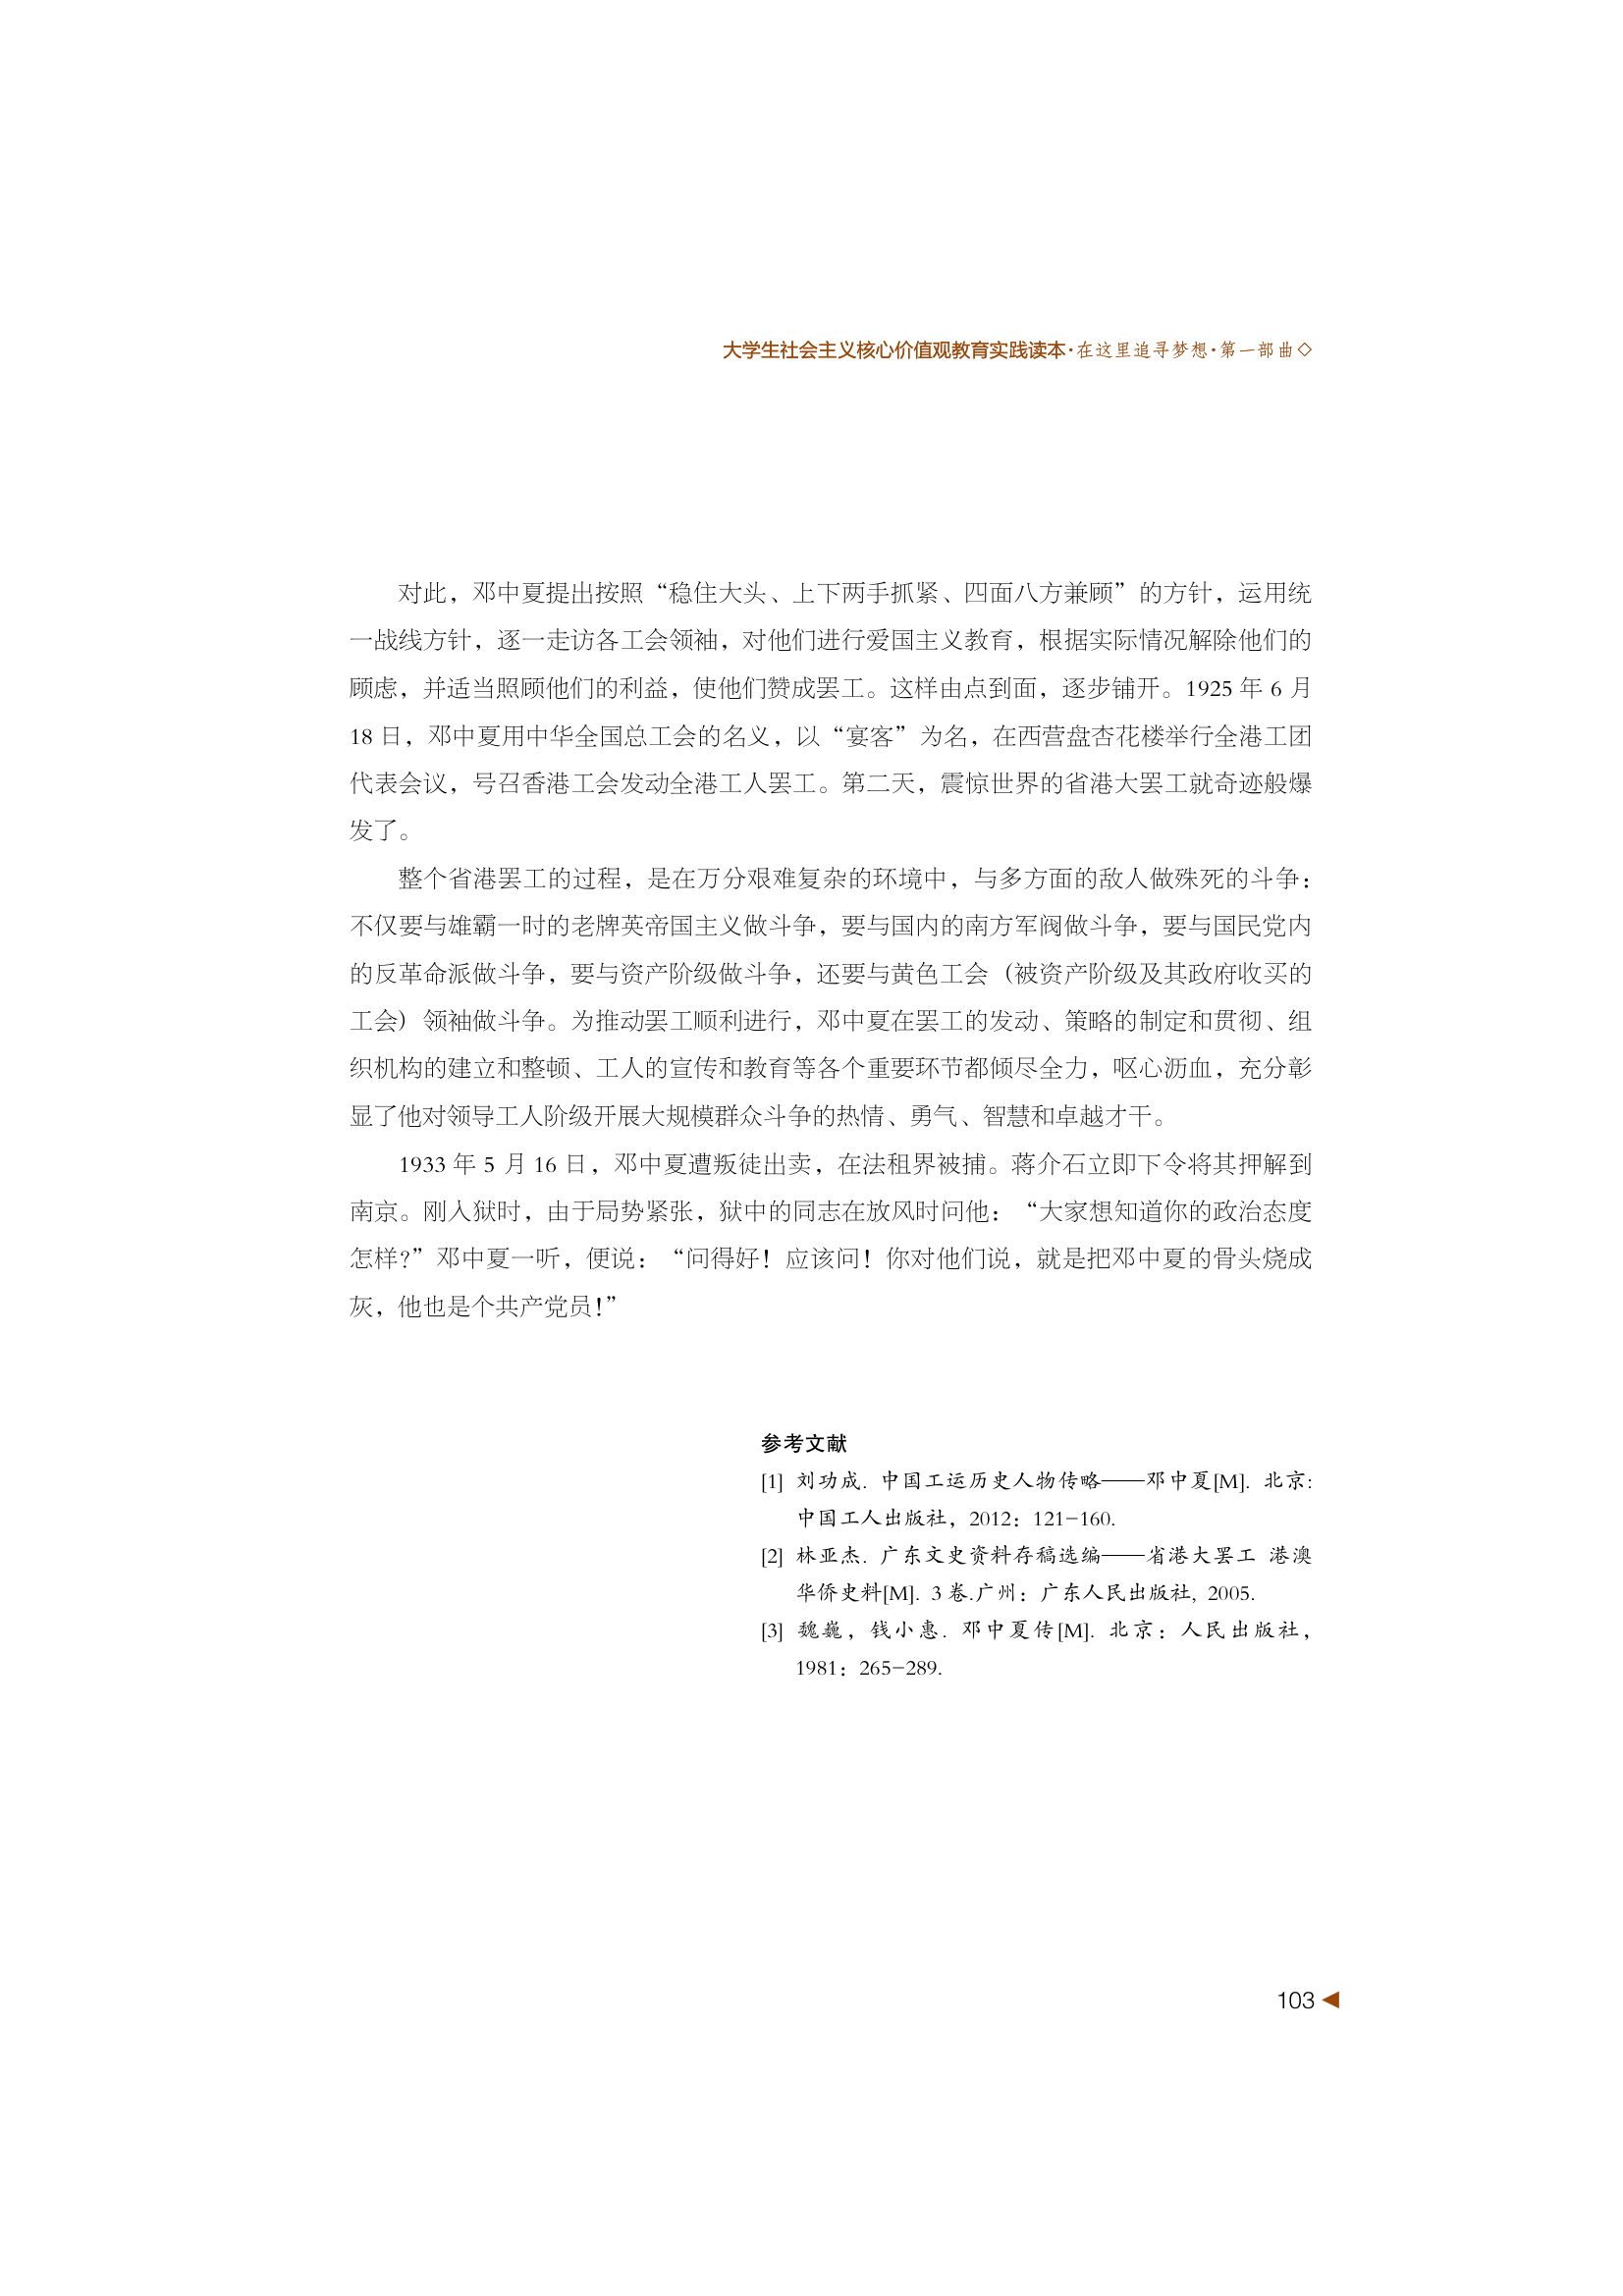 大学生社会主义核心价值观教育实践读本·在这里追寻梦想·第一部曲◇
对此，邓中夏提出按照“稳住大头、上下两手抓紧、四面八方兼顾”的方针，运用统
一战线方针，逐一走访各工会领袖，对他们进行爱国主义教育，根据实际情况解除他们的
顾虑，并适当照顾他们的利益，使他们赞成罢工。这样由点到面，逐步铺开。1925 年 6 月
18 日，邓中夏用中华全国总工会的名义，以“宴客”为名，在西营盘杏花楼举行全港工团
代表会议，号召香港工会发动全港工人罢工。第二天，震惊世界的省港大罢工就奇迹般爆
发了。
整个省港罢工的过程，是在万分艰难复杂的环境中，与多方面的敌人做殊死的斗争：
不仅要与雄霸一时的老牌英帝国主义做斗争，要与国内的南方军阀做斗争，要与国民党内
的反革命派做斗争，要与资产阶级做斗争，还要与黄色工会（被资产阶级及其政府收买的
工会）领袖做斗争。为推动罢工顺利进行，邓中夏在罢工的发动、策略的制定和贯彻、组
织机构的建立和整顿、工人的宣传和教育等各个重要环节都倾尽全力，呕心沥血，充分彰
显了他对领导工人阶级开展大规模群众斗争的热情、勇气、智慧和卓越才干。
1933 年 5 月 16 日，邓中夏遭叛徒出卖，在法租界被捕。蒋介石立即下令将其押解到
南京。刚入狱时，由于局势紧张，狱中的同志在放风时问他：“大家想知道你的政治态度
怎样?”邓中夏一听，便说：“问得好！应该问！你对他们说，就是把邓中夏的骨头烧成
灰，他也是个共产党员!”
参考文献
[1] 刘功成. 中国工运历史人物传略——邓中夏[M]. 北京:
中国工人出版社，2012：121−160.
[2] 林亚杰. 广东文史资料存稿选编——省港大罢工 港澳
华侨史料[M]. 3 卷.广州：广东人民出版社, 2005.
[3] 魏巍，钱小惠. 邓中夏传[M]. 北京：人民出版社，
1981：265−289.
103